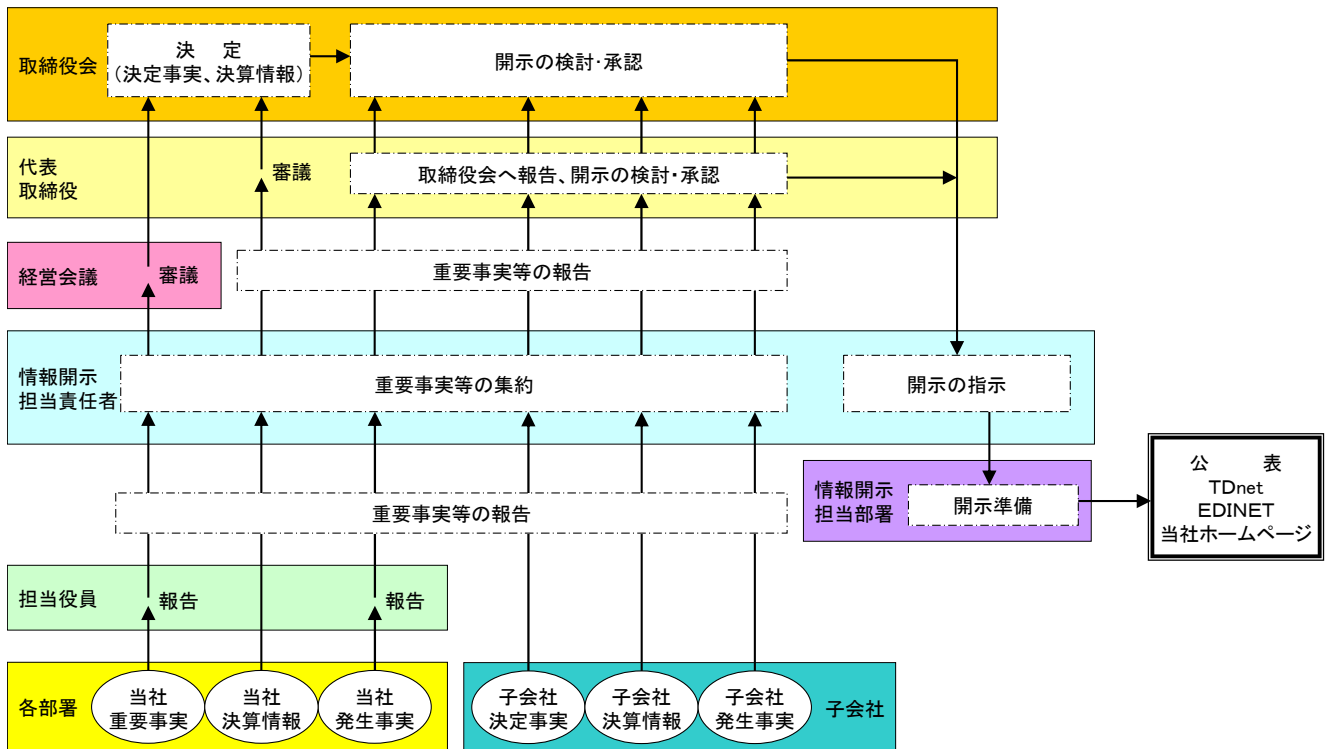 取締役会
決　定
(決定事実、決算情報)
開示の検討・承認
代表
取締役
審議
取締役会へ報告、開示の検討・承認
経営会議
審議
重要事実等の報告
情報開示
担当責任者
重要事実等の集約
開示の指示
情報開示
担当部署
開示準備
公　　表
TDnet
EDINET
当社ホームページ
重要事実等の報告
担当役員
報告
報告
各部署
当社
重要事実
当社
決算情報
当社
発生事実
子会社
決定事実
子会社
決算情報
子会社
発生事実
子会社